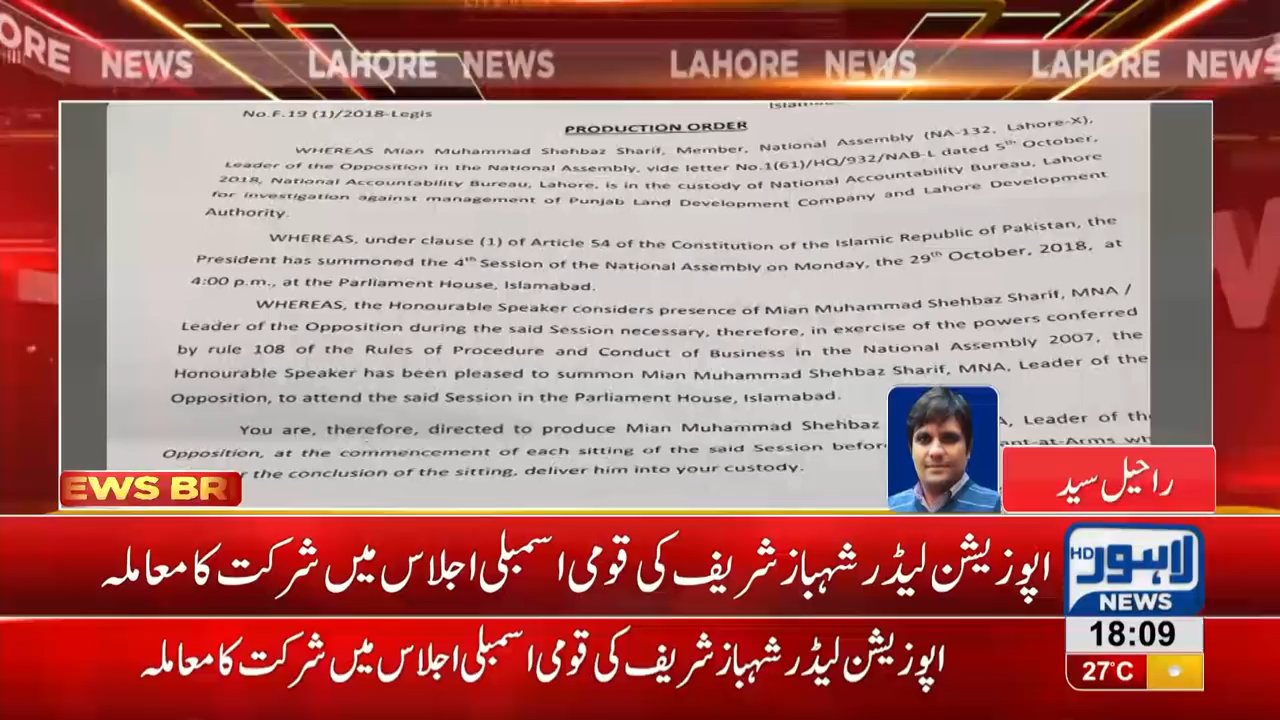 ORE NEWS LAHORE NEWS LAHORE NEWS LAHORE NEWS
No.F.19 (1)/2018-Legis
PRODUCTION ORDER
WHEREAS Mian Muhammad Shehbaz Sharif, Member, National Assembly (NA-132, Lahore-X),
Leader of the Opposition in the National Assembly, vide letter No.1(61)/HQ/932/NAB-L dated 5th October,
2018, National Accountability Bureau, Lahore, is in the custody of National Accountability Bureau, Lahore
for investigation against management of Punjab Land Development Company and Lahore Development
Authority.
WHEREAS, under clause (1) of Article 54 of the Constitution of the Islamic Republic of Pakistan, the
President has summoned the 4th Session of the National Assembly on Monday, the 29th October, 2018, at
4:00 p.m., at the Parliament House, Islamabad.
WHEREAS, the Honourable Speaker considers presence of Mian Muhammad Shehbaz Sharif, MNA /
Leader of the Opposition during the said Session necessary, therefore, in exercise of the powers conferred
by rule 108 of the Rules of Procedure and Conduct of Business in the National Assembly 2007, the
Honourable Speaker has been pleased to summon Mian Muhammad Shehbaz Sharif, MNA, Leader of the
Opposition, to attend the said Session in the Parliament House, Islamabad.
You are, therefore, directed to produce Mian Muhammad Shehbaz A, Leader of the
Opposition, at the commencement of each sitting of the said Session before ant-at-Arms
the conclusion of the sitting, deliver him into your custody.
راحیل سید
EWS BR
اپوزیشن لیڈر شہباز شریف کی قومی اسمبلی اجلاس میں شرکت کا معاملہ
HD لاہور
NEWS
18:09
اپوزیشن لیڈر شہباز شریف کی قومی اسمبلی اجلاس میں شرکت کا معاملہ
27°C